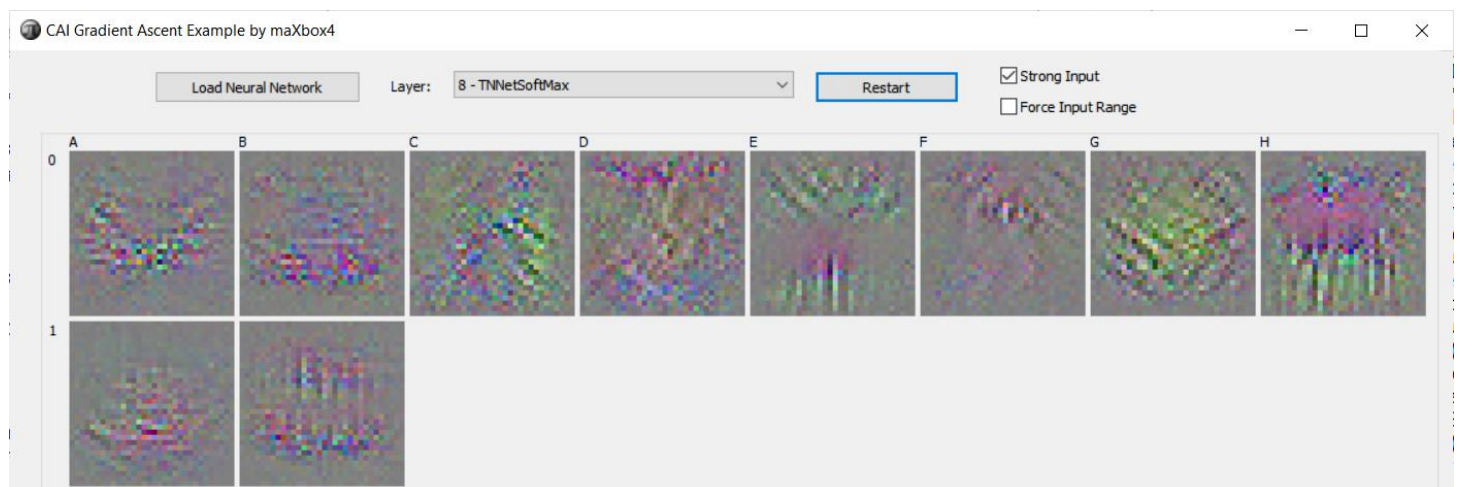 CAI Gradient Ascent Example by maXbox4
Load Neural Network Layer: 8 - TNNetSoftMax Restart Strong Input
Force Input Range
A B C D E F G H
0
1